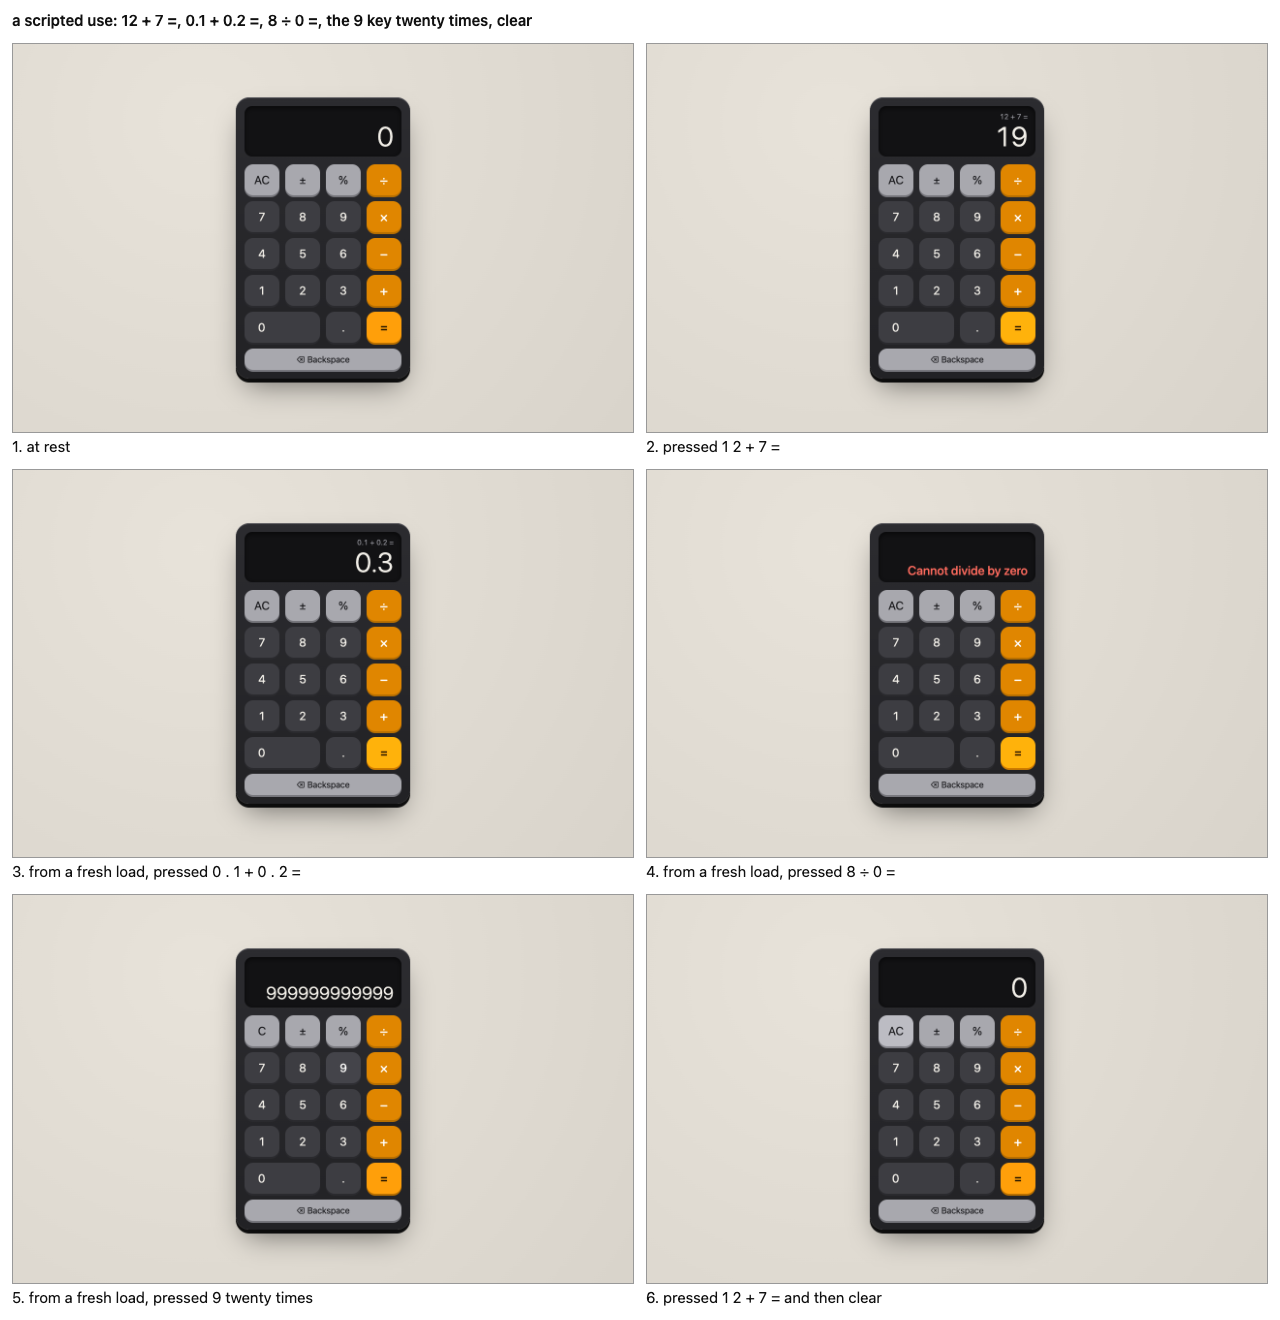 a scripted use: 12 + 7 =, 0.1 + 0.2 =, 8 ÷ 0 =, the 9 key twenty times, clear
0
AC ± % ÷
7 8 9 ×
4 5 6 −
1 2 3 +
0 . =
⌫ Backspace
1. at rest
12 + 7 =
19
AC ± % ÷
7 8 9 ×
4 5 6 −
1 2 3 +
0 . =
⌫ Backspace
2. pressed 1 2 + 7 =
0.1 + 0.2 =
0.3
AC ± % ÷
7 8 9 ×
4 5 6 −
1 2 3 +
0 . =
⌫ Backspace
3. from a fresh load, pressed 0 . 1 + 0 . 2 =
Cannot divide by zero
AC ± % ÷
7 8 9 ×
4 5 6 −
1 2 3 +
0 . =
⌫ Backspace
4. from a fresh load, pressed 8 ÷ 0 =
999999999999
C ± % ÷
7 8 9 ×
4 5 6 −
1 2 3 +
0 . =
⌫ Backspace
5. from a fresh load, pressed 9 twenty times
0
AC ± % ÷
7 8 9 ×
4 5 6 −
1 2 3 +
0 . =
⌫ Backspace
6. pressed 1 2 + 7 = and then clear